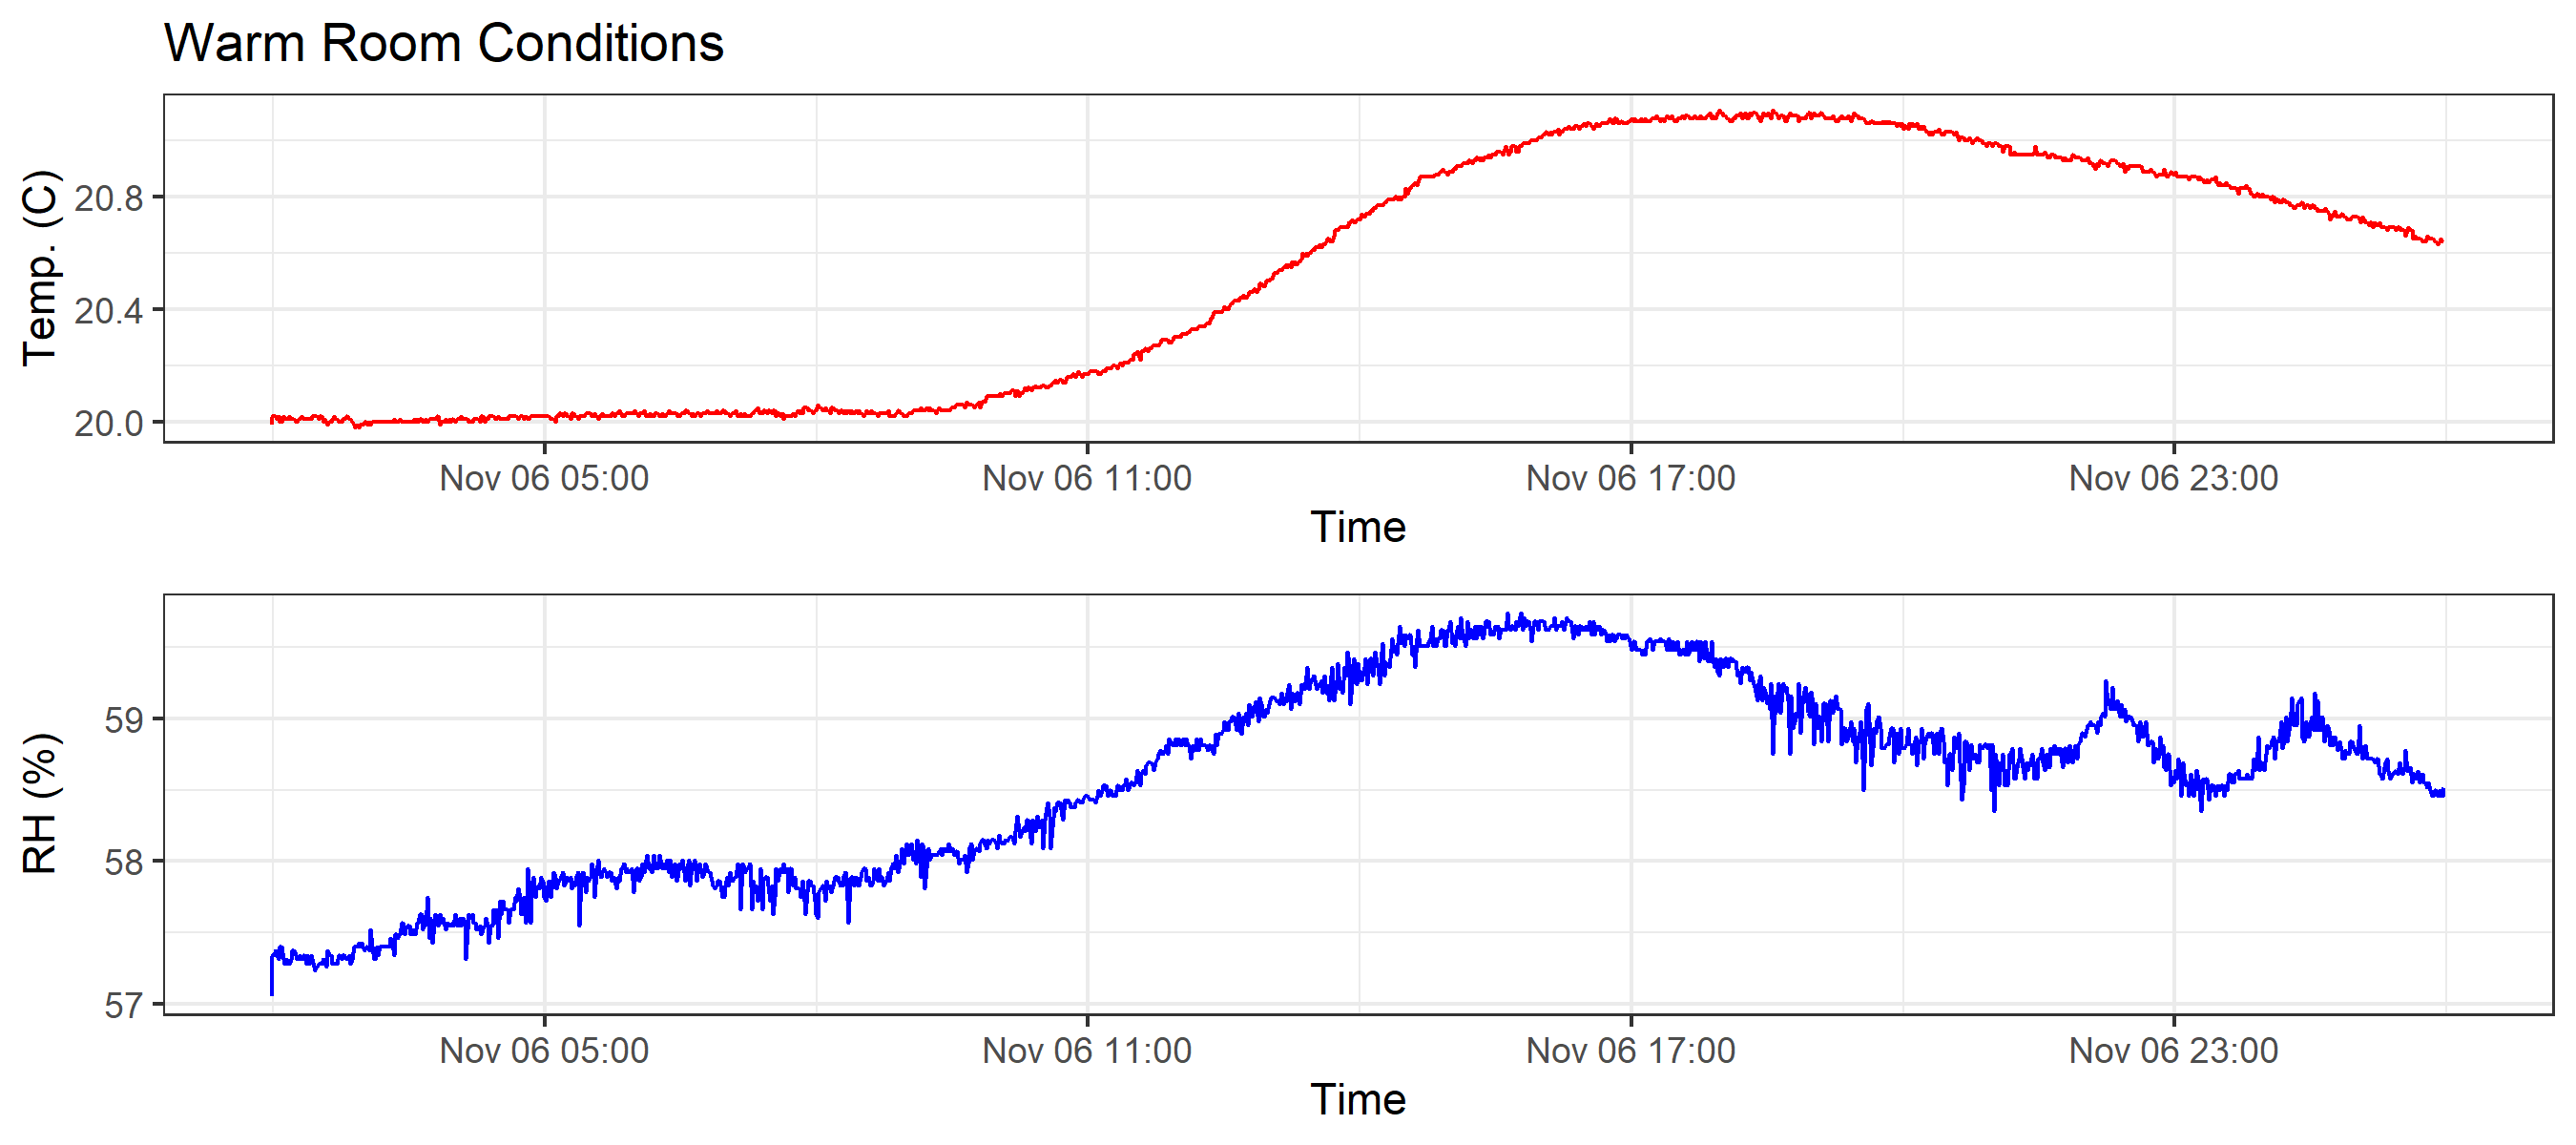 Warm Room Conditions
Temp. (C)
20.8
20.4
20.0
Nov 06 05:00 Nov 06 11:00 Nov 06 17:00 Nov 06 23:00
Time
RH (%)
59
58
57
Nov 06 05:00 Nov 06 11:00 Nov 06 17:00 Nov 06 23:00
Time